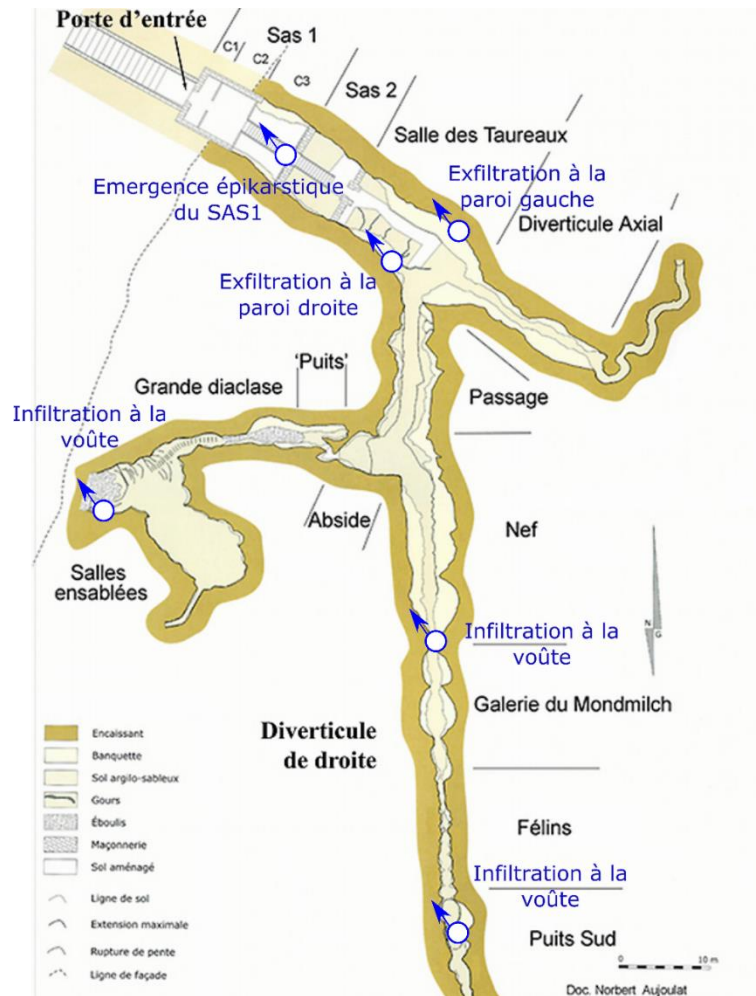 Porte d'entrée
Sas 1
C1
C2
C3
Sas 2
Salle des Taureaux
Emergence épikarstique
du SAS1
Exfiltration à la
paroi gauche
Diverticule Axial
Exfiltration à la
paroi droite
'Puits'
Grande diaclase
Passage
Infiltration à la
voûte
Abside
Nef
Salles
ensablées
N
G
Infiltration à la
voûte
Galerie du Mondmilch
Diverticule
de droite
Encaissant
Banquette
Sol argilo-sableux
Gours
Éboulis
Maçonnerie
Sol aménagé
Ligne de sol
Extension maximale
Rupture de pente
Ligne de façade
Félins
Infiltration à la
voûte
Puits Sud
0
10 m
Doc. Norbert Aujoulat